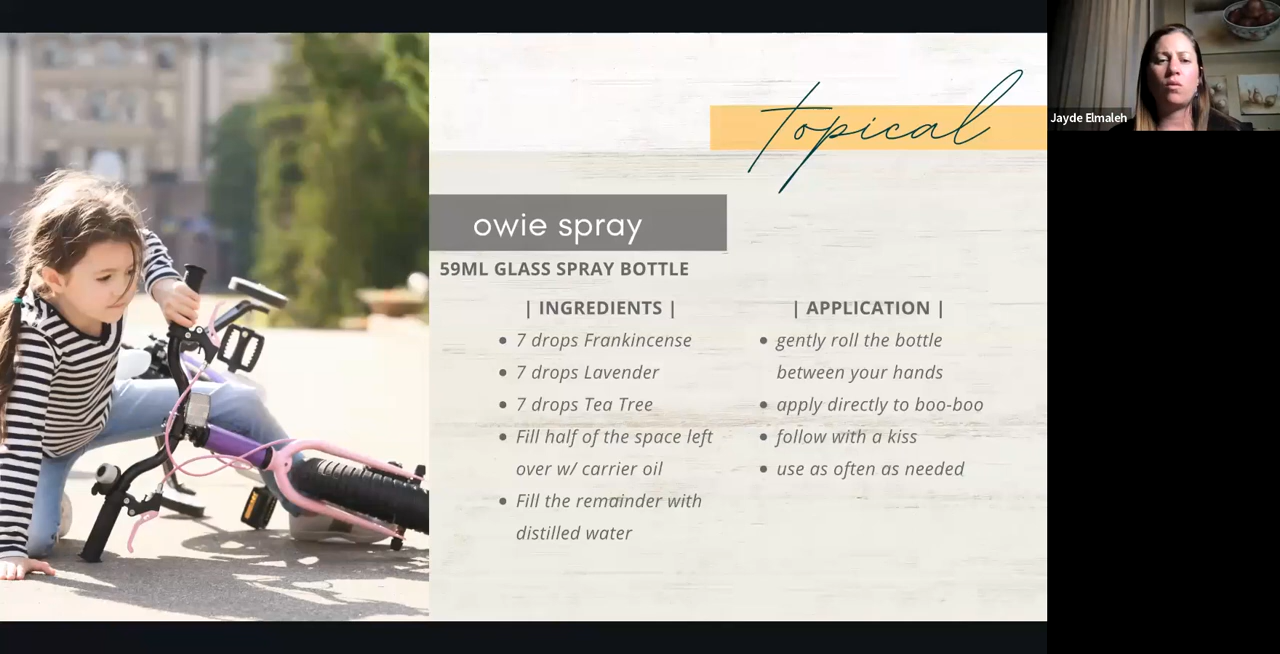 topical
Jayde Elmaleh
owie spray
59ML GLASS SPRAY BOTTLE
| INGREDIENTS |
• 7 drops Frankincense
• 7 drops Lavender
• 7 drops Tea Tree
• Fill half of the space left
over w/ carrier oil
• Fill the remainder with
distilled water
| APPLICATION |
• gently roll the bottle
between your hands
• apply directly to boo-boo
• follow with a kiss
• use as often as needed